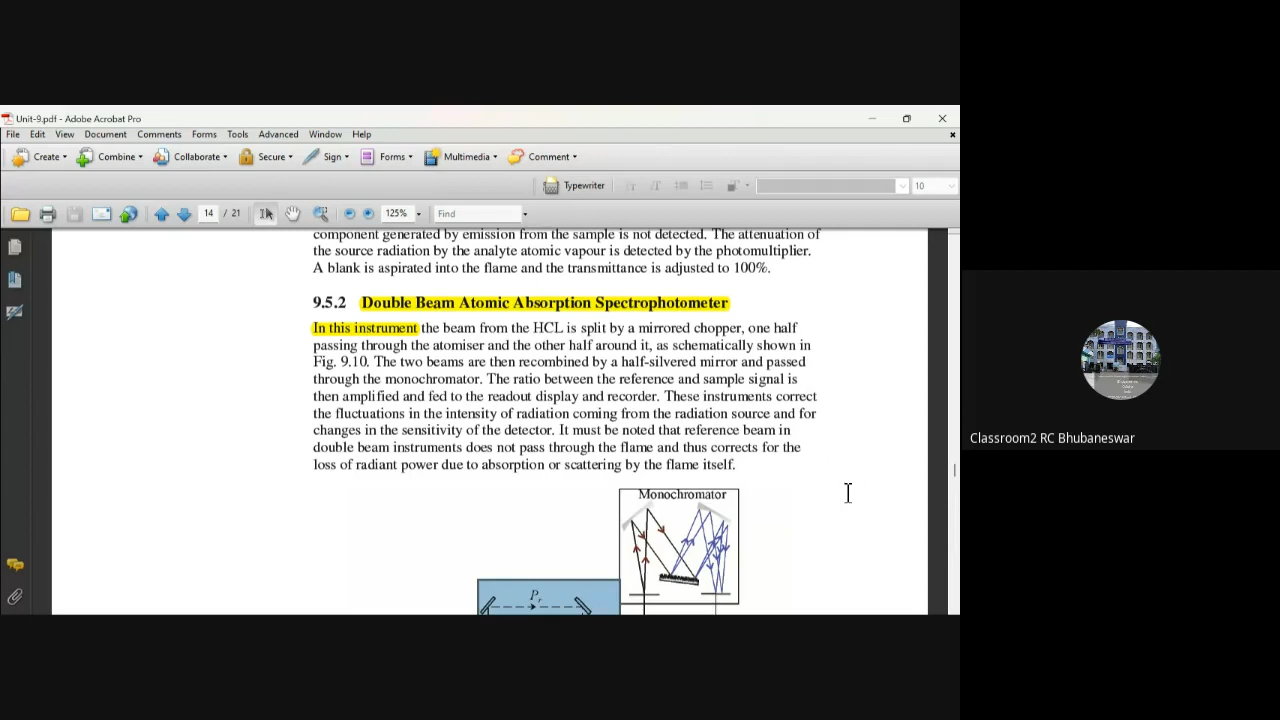 Unit-9.pdf - Adobe Acrobat Pro
File Edit View Document Comments Forms Tools Advanced Window Help
Create Combine Collaborate Secure Sign Forms Multimedia Comment
Typewriter 10
14 / 21 125% Find
component generated by emission from the sample is not detected. The attenuation of
the source radiation by the analyte atomic vapour is detected by the photomultiplier.
A blank is aspirated into the flame and the transmittance is adjusted to 100%.
9.5.2 Double Beam Atomic Absorption Spectrophotometer
In this instrument the beam from the HCL is split by a mirrored chopper, one half
passing through the atomiser and the other half around it, as schematically shown in
Fig. 9.10. The two beams are then recombined by a half-silvered mirror and passed
through the monochromator. The ratio between the reference and sample signal is
then amplified and fed to the readout display and recorder. These instruments correct
the fluctuations in the intensity of radiation coming from the radiation source and for
changes in the sensitivity of the detector. It must be noted that reference beam in
double beam instruments does not pass through the flame and thus corrects for the
loss of radiant power due to absorption or scattering by the flame itself.
Monochromator
Pr
Classroom2 RC Bhubaneswar